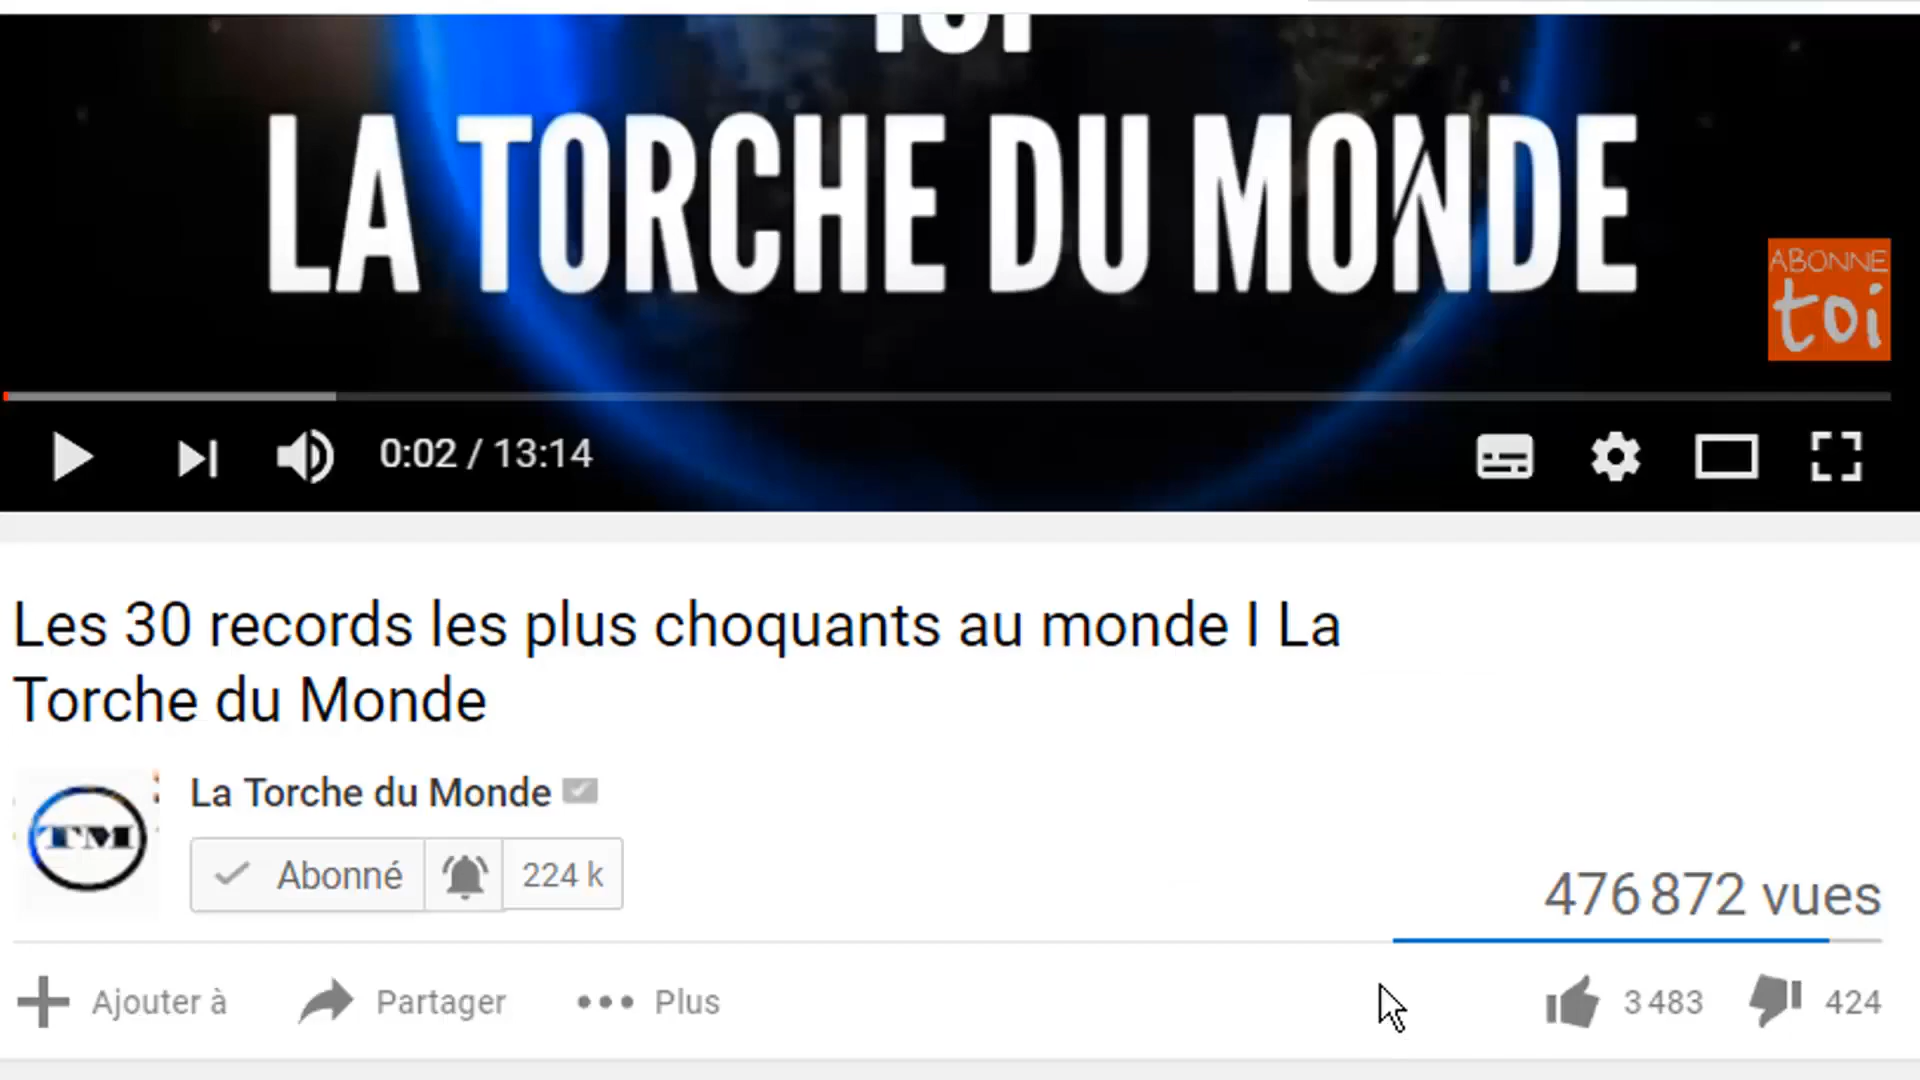 LA TORCHE DU MONDE
ABONNE
toi
0:02 / 13:14
Les 30 records les plus choquants au monde I La
Torche du Monde
TM
La Torche du Monde
Abonné
224 k
476 872 vues
Ajouter à
Partager
Plus
3 483
424